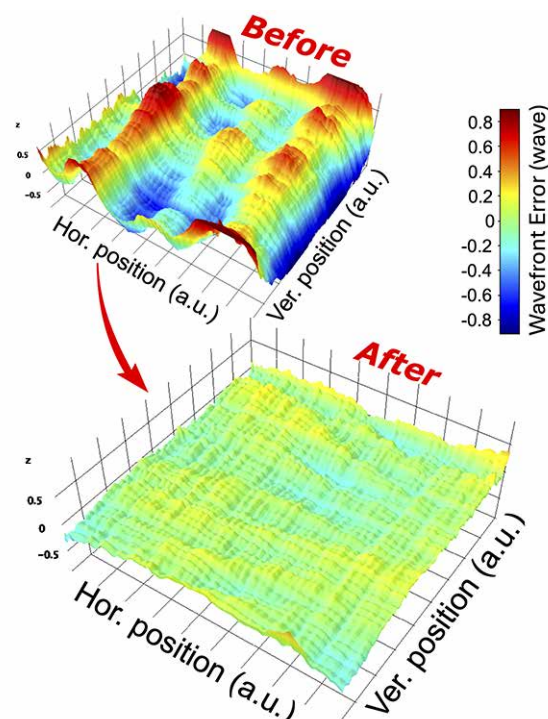 Before
z
0.5
0
-0.5
Hor. position (a.u.)
Ver. position (a.u.)
0.8
0.6
0.4
0.2
0
-0.2
-0.4
-0.6
-0.8
Wavefront Error (wave)
After
z
0.5
0
−0.5
Hor. position (a.u.)
Ver. position (a.u.)